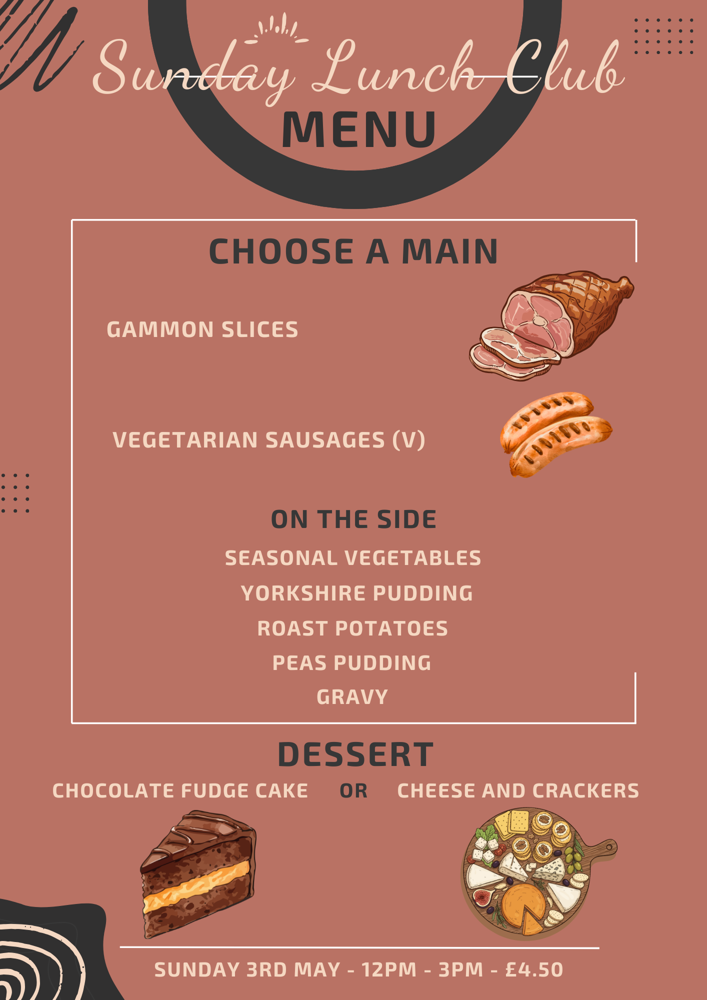 Sunday Lunch Club
MENU
CHOOSE A MAIN
GAMMON SLICES
VEGETARIAN SAUSAGES (V)
ON THE SIDE
SEASONAL VEGETABLES
YORKSHIRE PUDDING
ROAST POTATOES
PEAS PUDDING
GRAVY
DESSERT
CHOCOLATE FUDGE CAKE OR CHEESE AND CRACKERS
SUNDAY 3RD MAY - 12PM - 3PM - £4.50